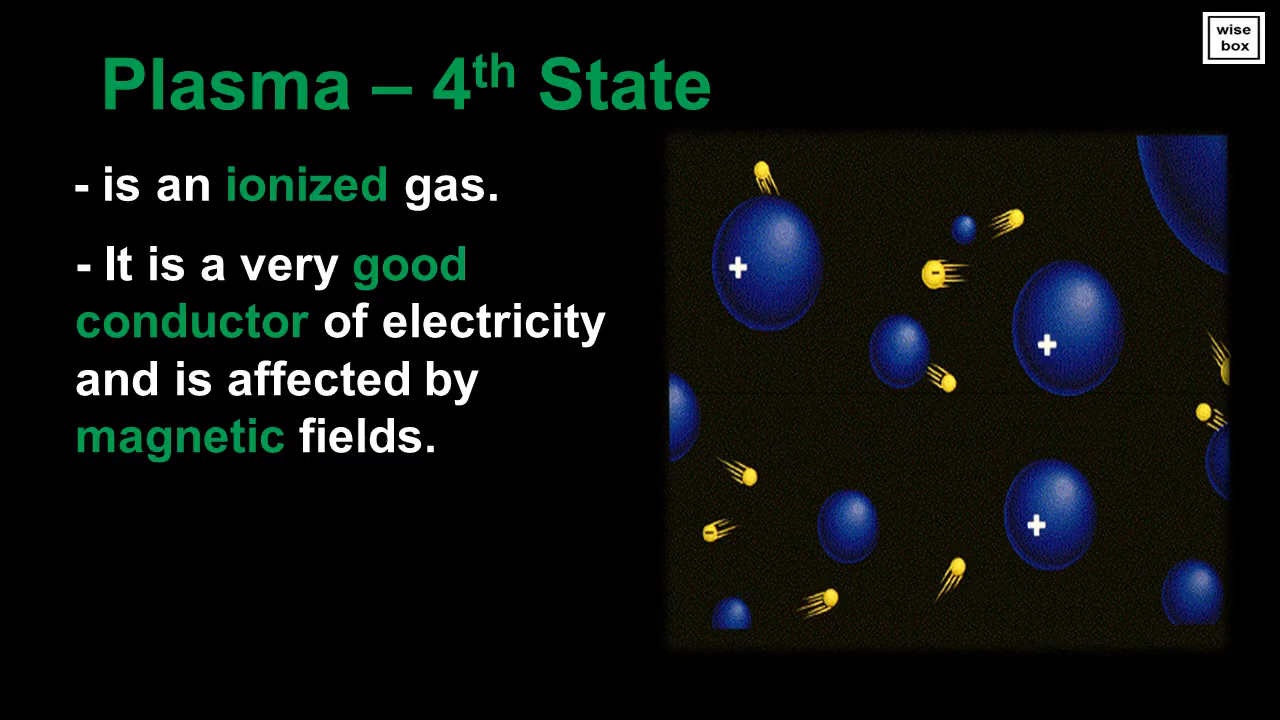 wise
box
Plasma – 4th State
- is an ionized gas.
- It is a very good
conductor of electricity
and is affected by
magnetic fields.
+
-
+
-
+